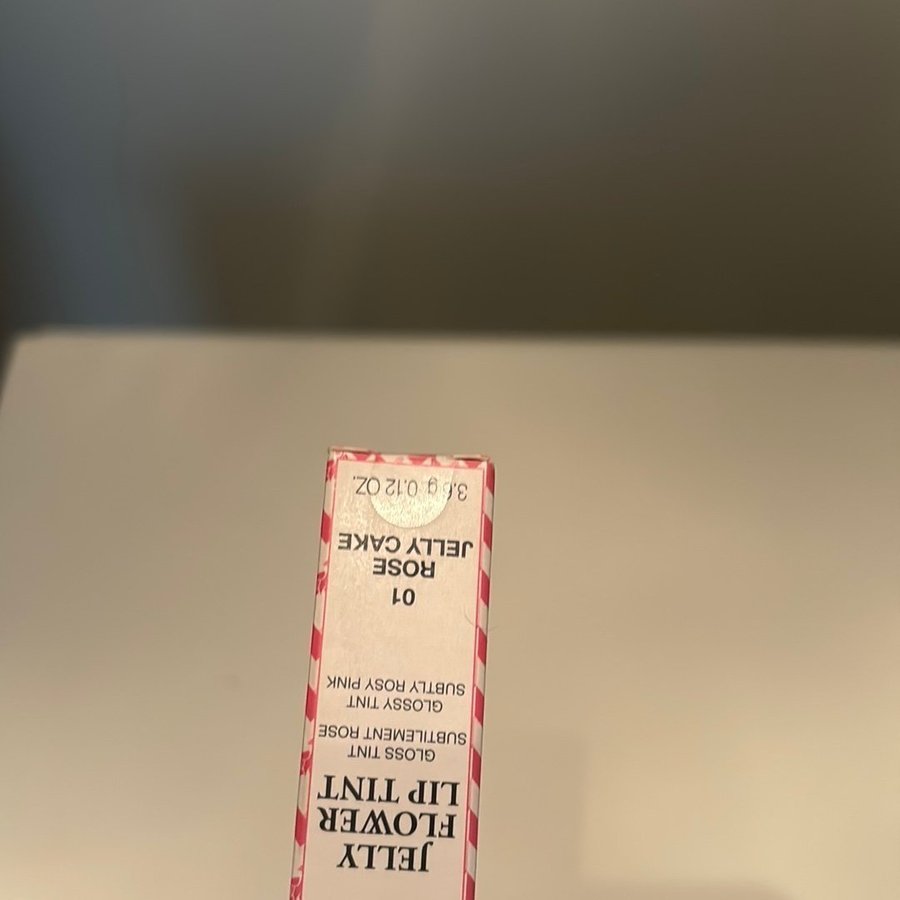 JELLY
FLOWER
LIP TINT
GLOSS TINT
SUBTILEMENT ROSE
GLOSSY TINT
SUBTLY ROSY PINK
01
ROSE
JELLY CAKE
3.6 g 0.12 OZ.